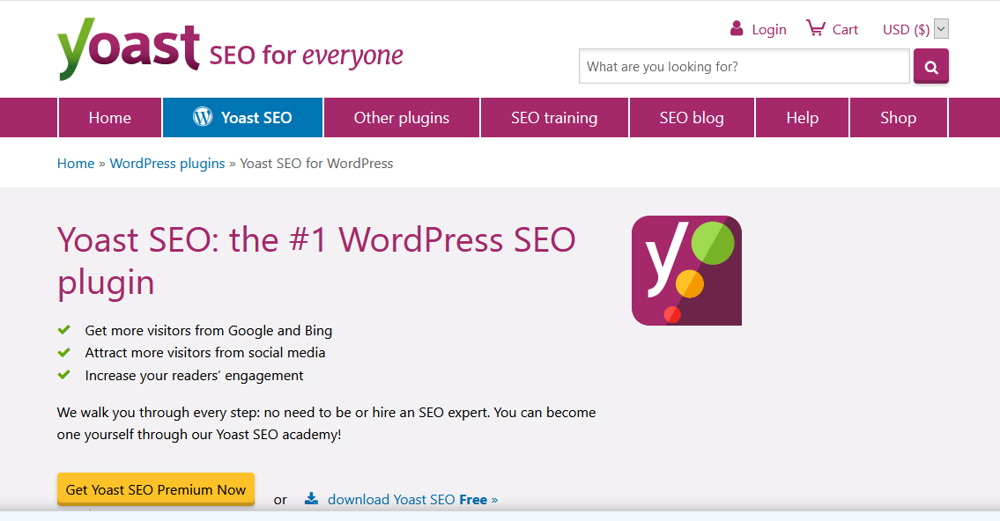 yoast SEO for everyone
Login Cart USD ($)
What are you looking for?
Home Yoast SEO Other plugins SEO training SEO blog Help Shop
Home » WordPress plugins » Yoast SEO for WordPress
Yoast SEO: the #1 WordPress SEO
plugin
y
Get more visitors from Google and Bing
Attract more visitors from social media
Increase your readers’ engagement
We walk you through every step: no need to be or hire an SEO expert. You can become
one yourself through our Yoast SEO academy!
Get Yoast SEO Premium Now or download Yoast SEO Free »